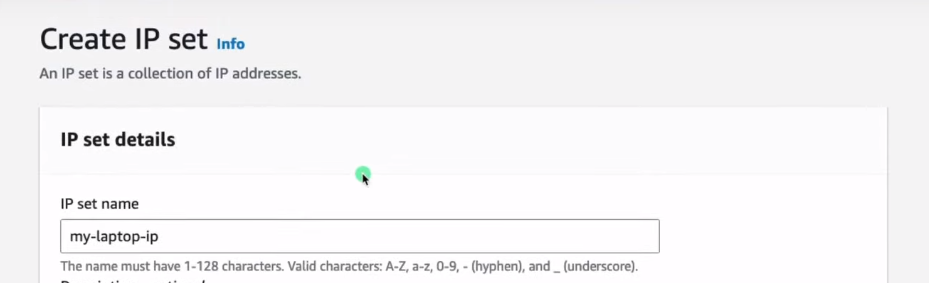 Create IP set Info
An IP set is a collection of IP addresses.
IP set details
IP set name
my-laptop-ip
The name must have 1-128 characters. Valid characters: A-Z, a-z, 0-9, - (hyphen), and _ (underscore).